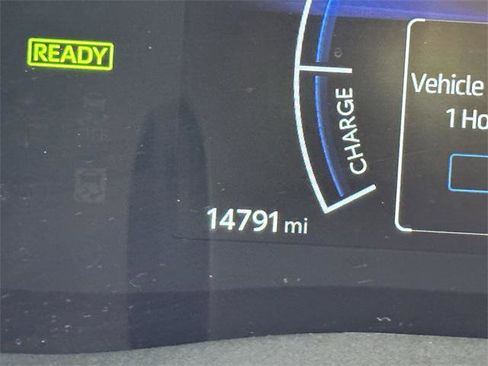 READY
Vehicle
1 Ho
CHARGE
14791 mi